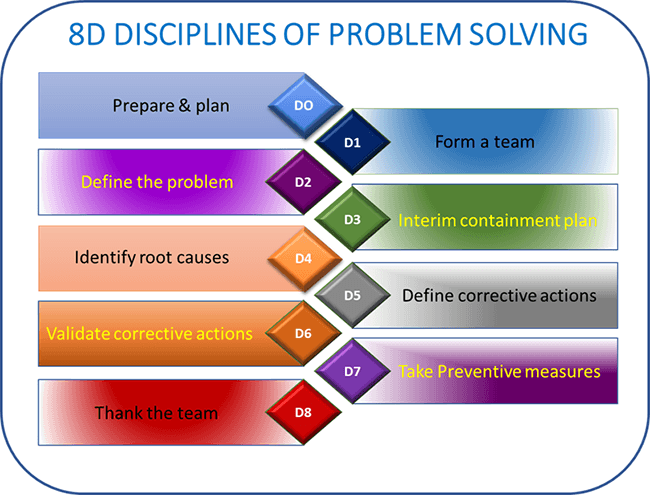 8D DISCIPLINES OF PROBLEM SOLVING
Prepare & plan
DO
D1
Form a team
Define the problem
D2
D3
Interim containment plan
Identify root causes
D4
D5
Define corrective actions
Validate corrective actions
D6
D7
Take Preventive measures
Thank the team
D8